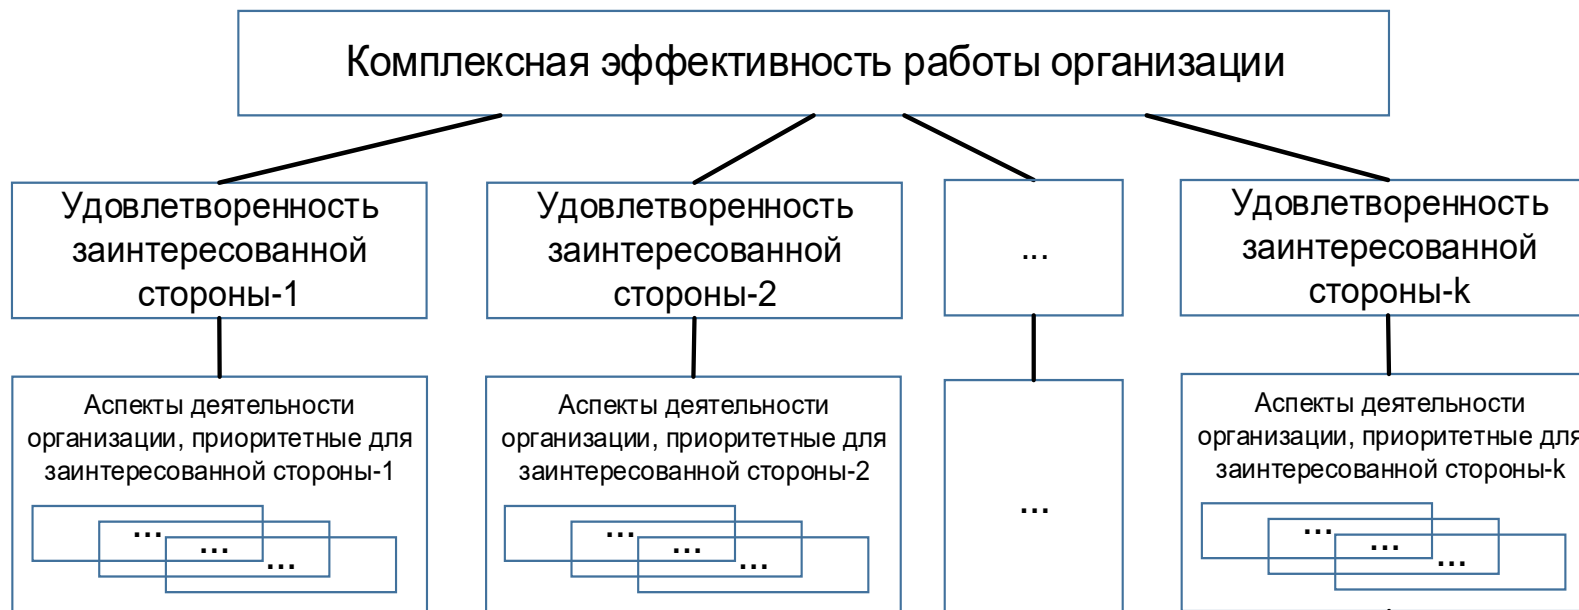 Комплексная эффективность работы организации
Удовлетворенность
заинтересованной
стороны-1
Удовлетворенность
заинтересованной
стороны-2
...
Удовлетворенность
заинтересованной
стороны-k
Аспекты деятельности
организации, приоритетные для
заинтересованной стороны-1
...
...
...
Аспекты деятельности
организации, приоритетные для
заинтересованной стороны-2
...
...
...
...
Аспекты деятельности
организации, приоритетные для
заинтересованной стороны-k
...
...
...